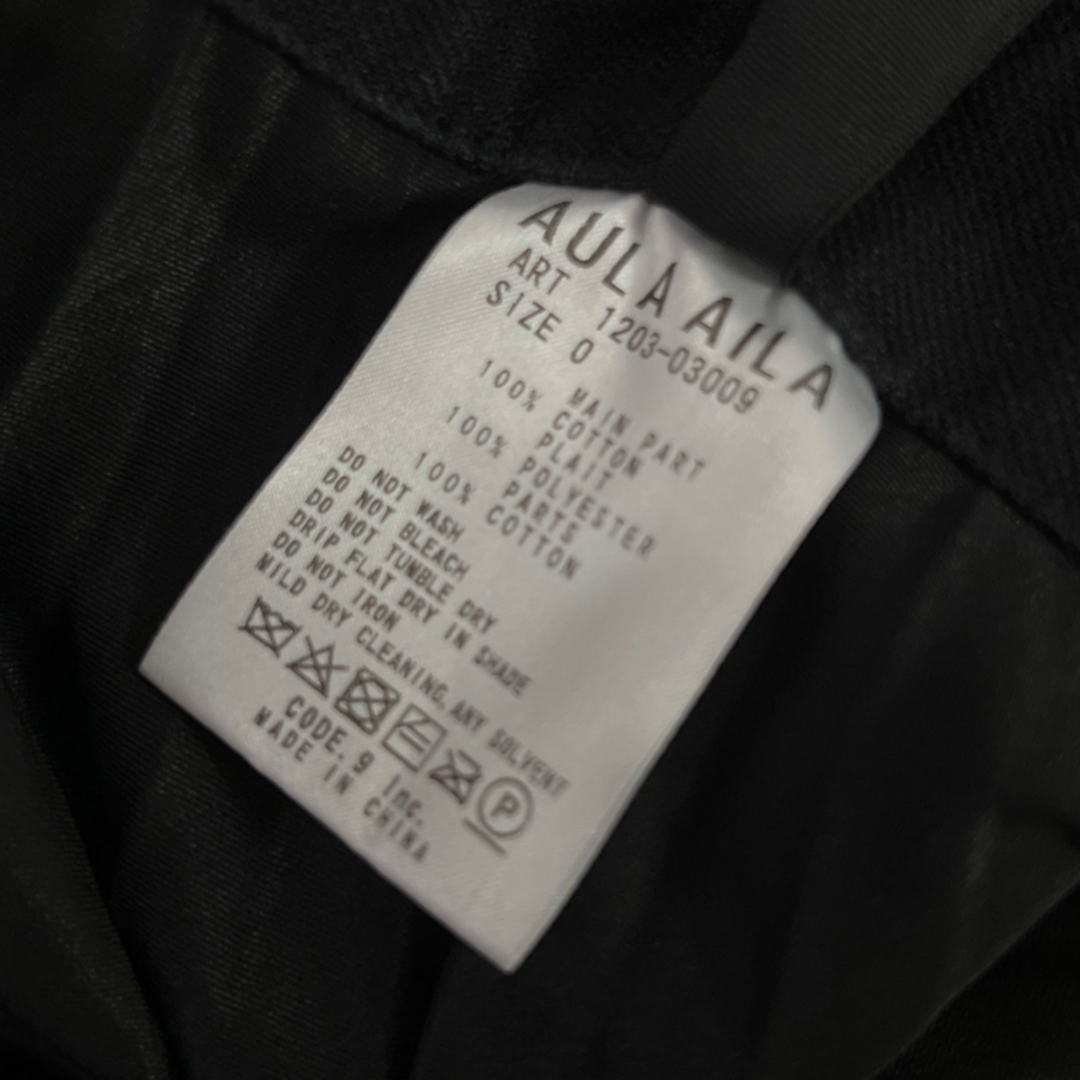 AULA AILA
ART 1203-03009
SIZE 0
MAIN PART
100% COTTON
PLAIT
100% POLYESTER
PARTS
100% COTTON
DO NOT WASH
DO NOT BLEACH
DO NOT TUMBLE DRY
DRIP FLAT DRY IN SHADE
DO NOT IRON
MILD DRY CLEANING,ANY SOLVENT
P
CODE.9 Inc.
MADE IN CHINA